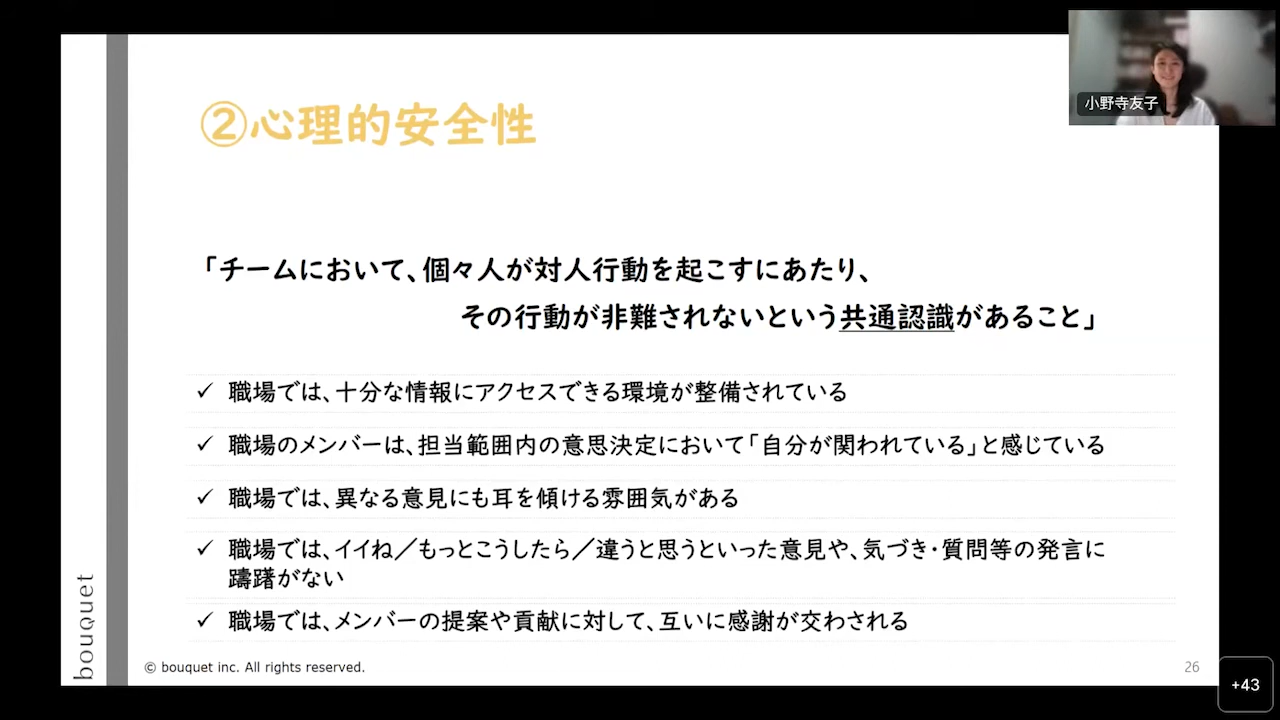 ②心理的安全性
小野寺友子
「チームにおいて、個々人が対人行動を起こすにあたり、
その行動が非難されないという共通認識があること」
✓ 職場では、十分な情報にアクセスできる環境が整備されている
✓ 職場のメンバーは、担当範囲内の意思決定において「自分が関われている」と感じている
✓ 職場では、異なる意見にも耳を傾ける雰囲気がある
✓ 職場では、イイね／もっとこうしたら／違うと思うといった意見や、気づき・質問等の発言に
躊躇がない
✓ 職場では、メンバーの提案や貢献に対して、互いに感謝が交わされる
bouquet
© bouquet inc. All rights reserved.
26
+43